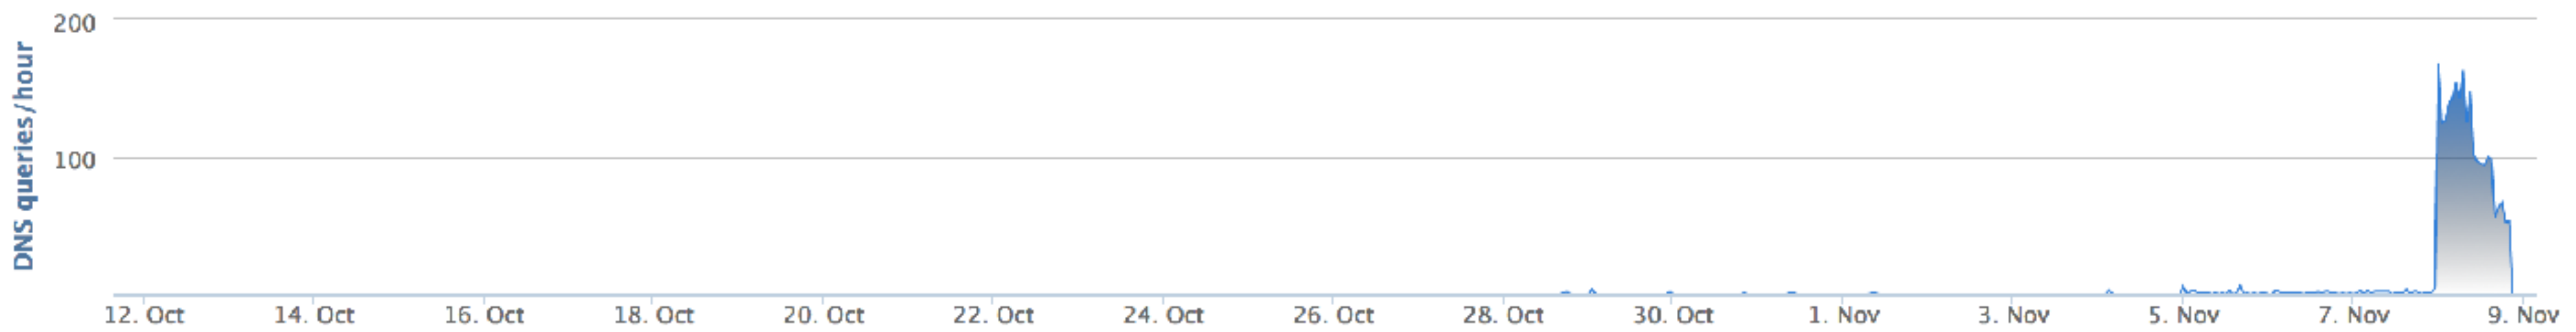 DNS queries/hour
200
100
12. Oct 14. Oct 16. Oct 18. Oct 20. Oct 22. Oct 24. Oct 26. Oct 28. Oct 30. Oct 1. Nov 3. Nov 5. Nov 7. Nov 9. Nov